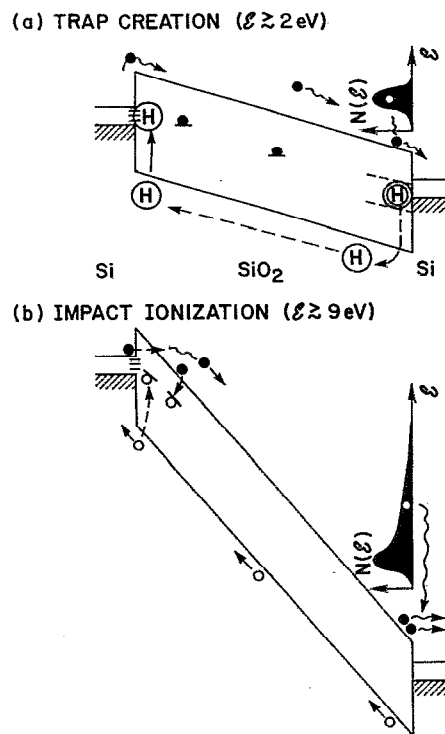 (a) TRAP CREATION (ℰ ≳ 2 eV)
ℰ
N(ℰ)
H
H
H
H
Si
SiO₂
Si
(b) IMPACT IONIZATION (ℰ ≳ 9 eV)
ℰ
N(ℰ)